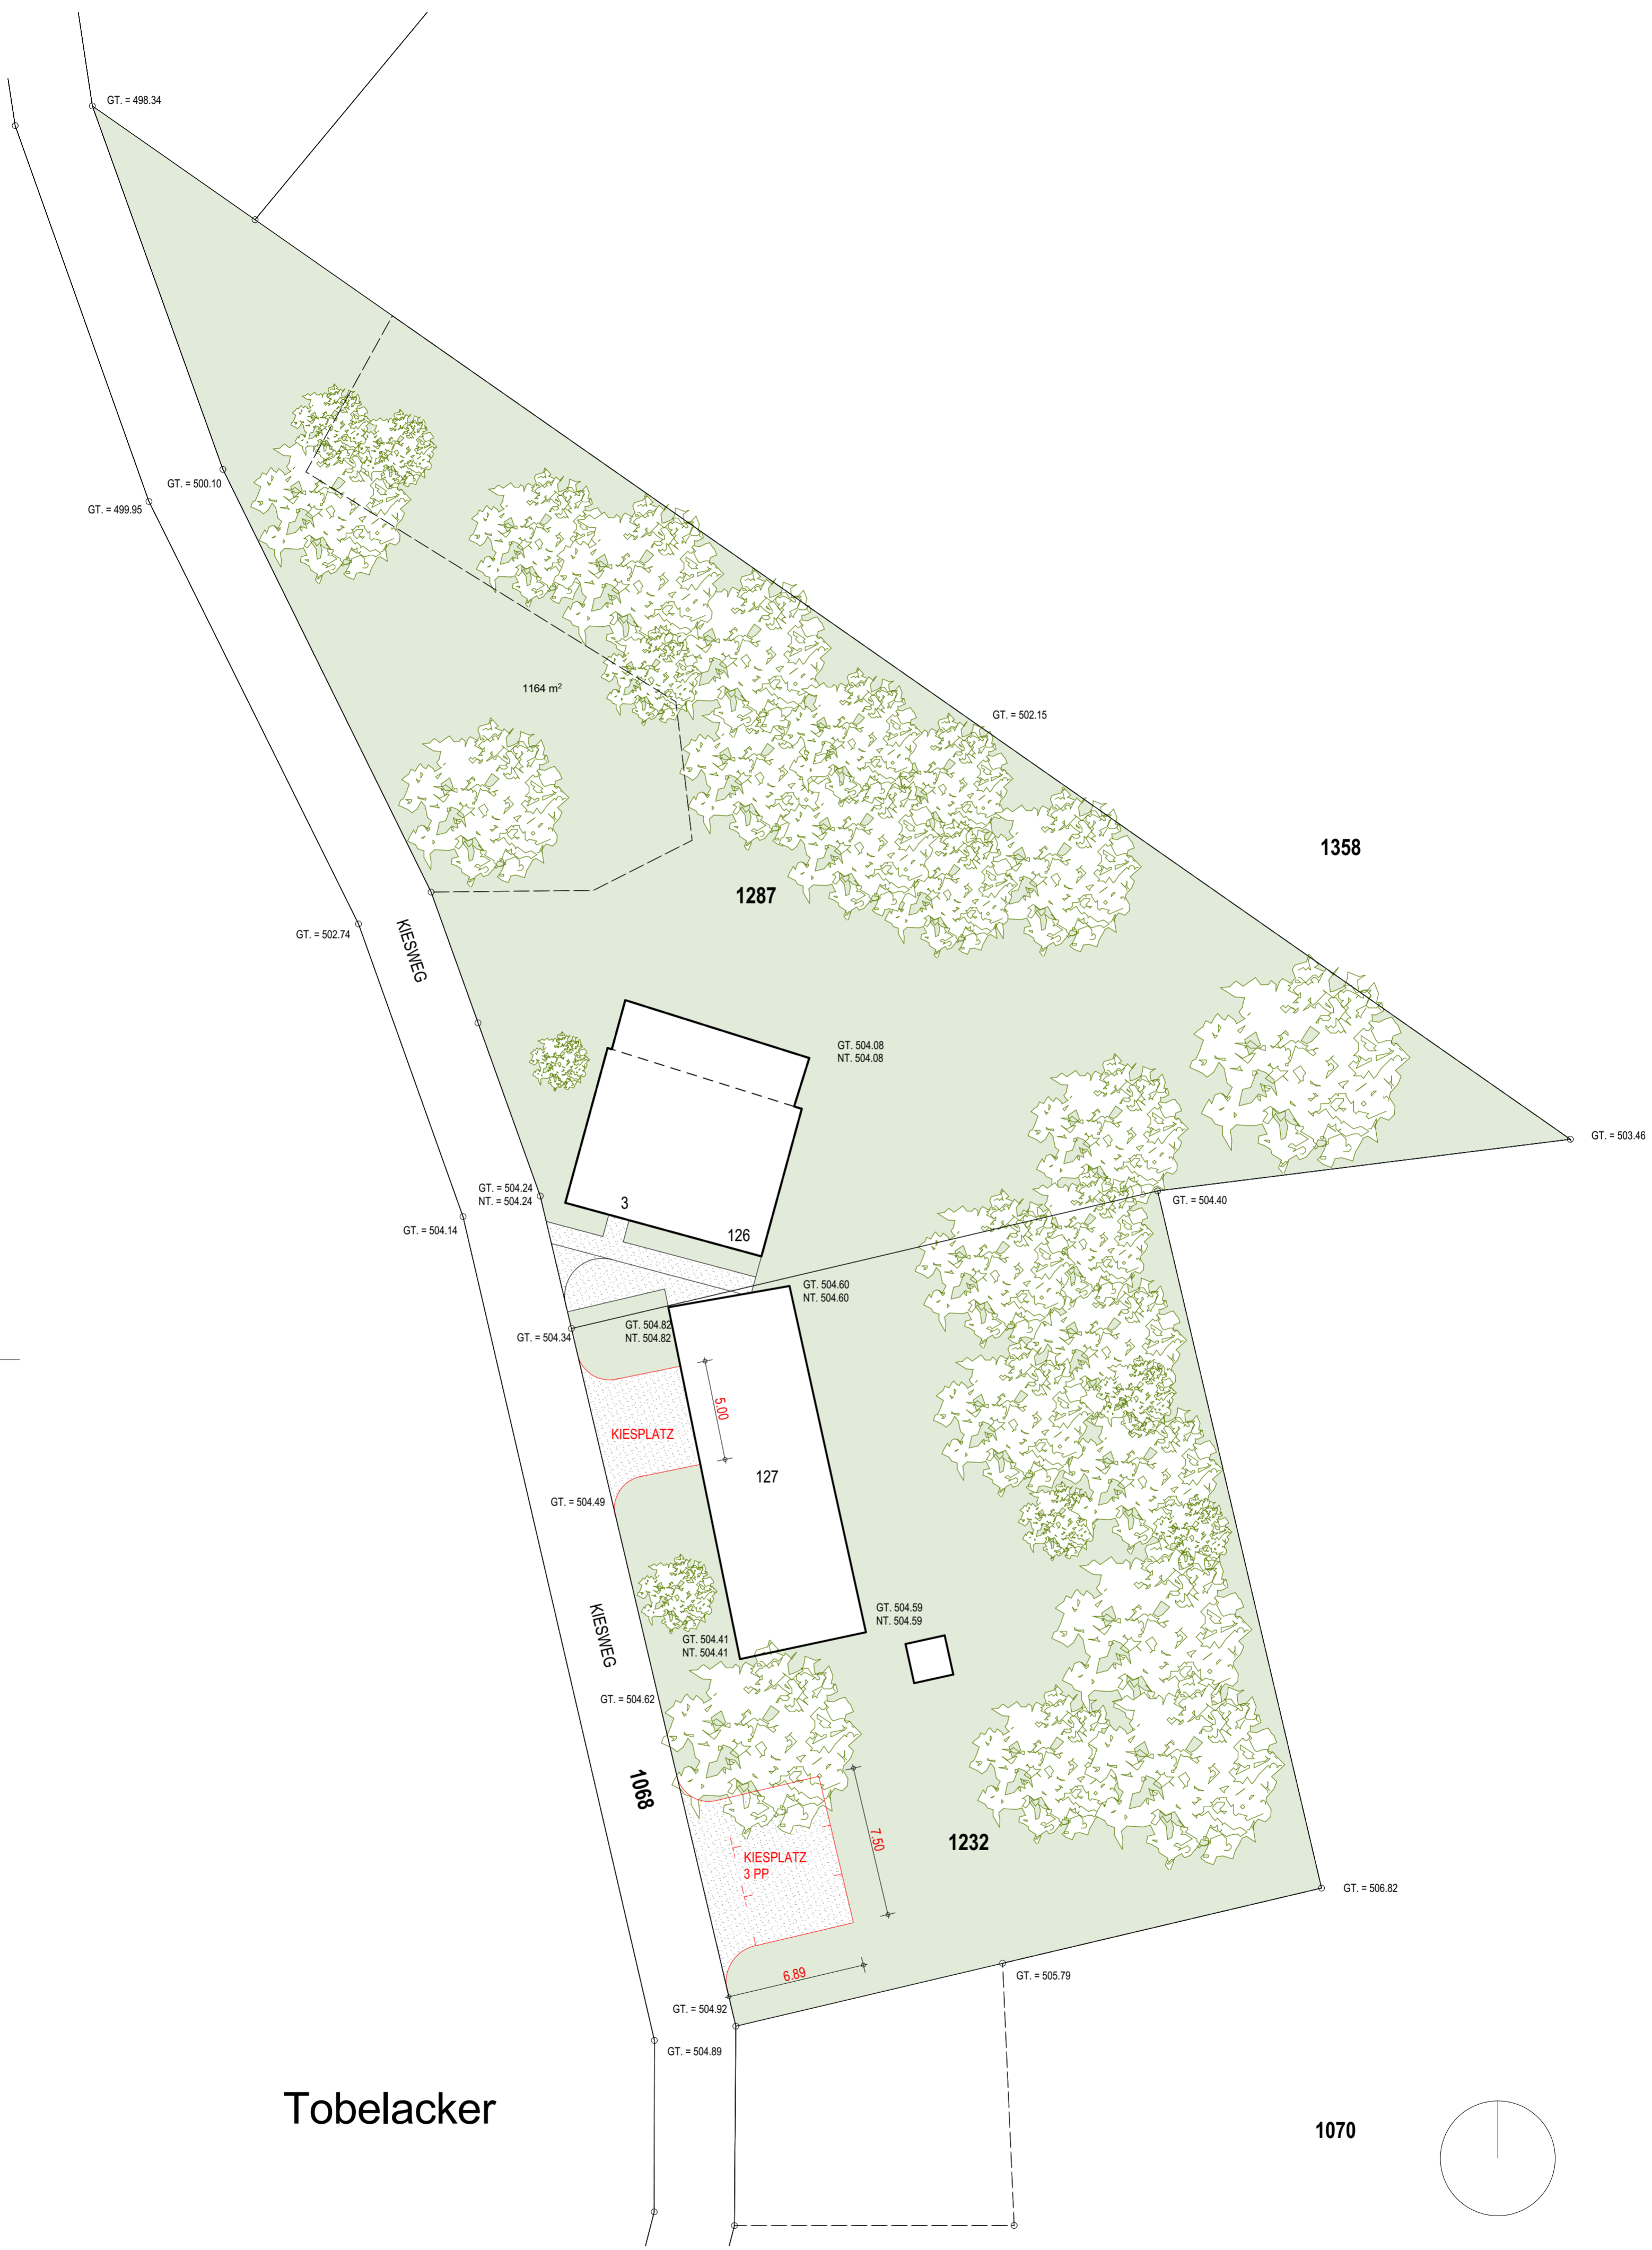 GT. = 498.34
GT. = 500.10
GT. = 499.95
1164 m²
GT. = 502.15
1358
1287
GT. = 502.74
KIESWEG
GT. 504.08
NT. 504.08
GT. = 503.46
GT. = 504.24
NT. = 504.24
3
GT. = 504.40
GT. = 504.14
126
GT. 504.60
NT. 504.60
GT. 504.82
NT. 504.82
GT. = 504.34
5.00
KIESPLATZ
127
GT. = 504.49
GT. 504.59
NT. 504.59
KIESWEG
GT. 504.41
NT. 504.41
GT. = 504.62
1068
7.50
1232
KIESPLATZ
3 PP
GT. = 506.82
6.89
GT. = 505.79
GT. = 504.92
GT. = 504.89
Tobelacker
1070